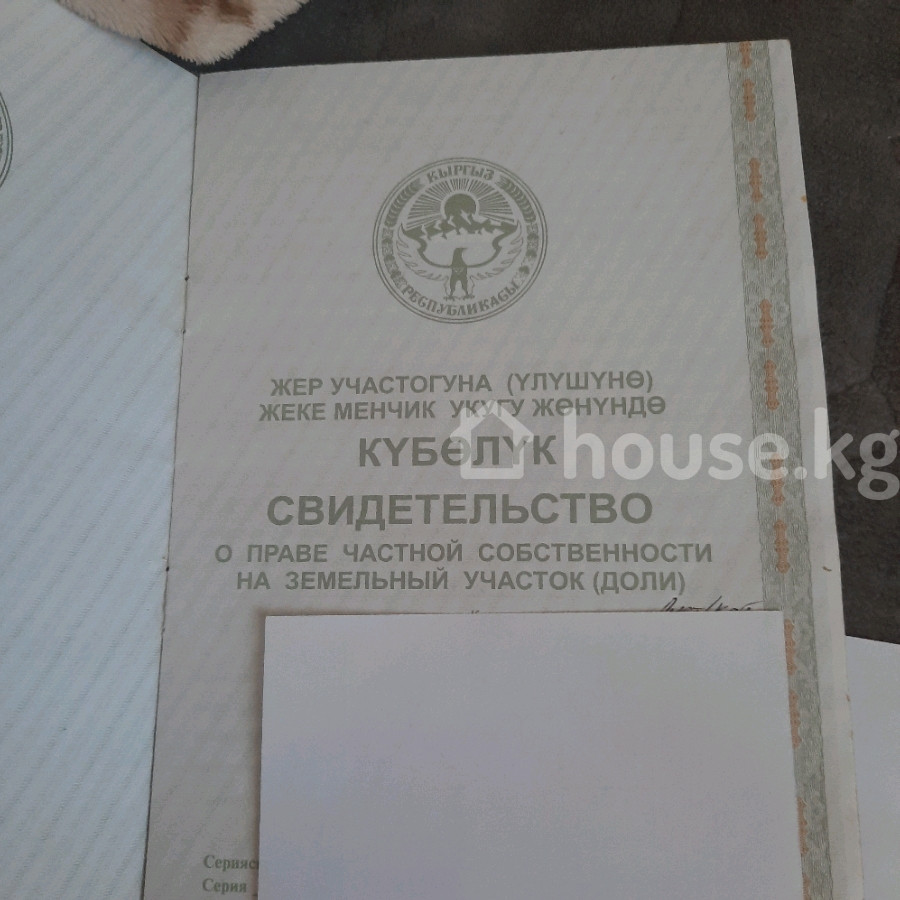 КЫРГЫЗ
РЕСПУБЛИКАСЫ
ЖЕР УЧАСТОГУНА (ҮЛҮШҮНӨ)
ЖЕКЕ МЕНЧИК УКУГУ ЖӨНҮНДӨ
КҮБӨЛҮК
house.kg
СВИДЕТЕЛЬСТВО
О ПРАВЕ ЧАСТНОЙ СОБСТВЕННОСТИ
НА ЗЕМЕЛЬНЫЙ УЧАСТОК (ДОЛИ)
Серия